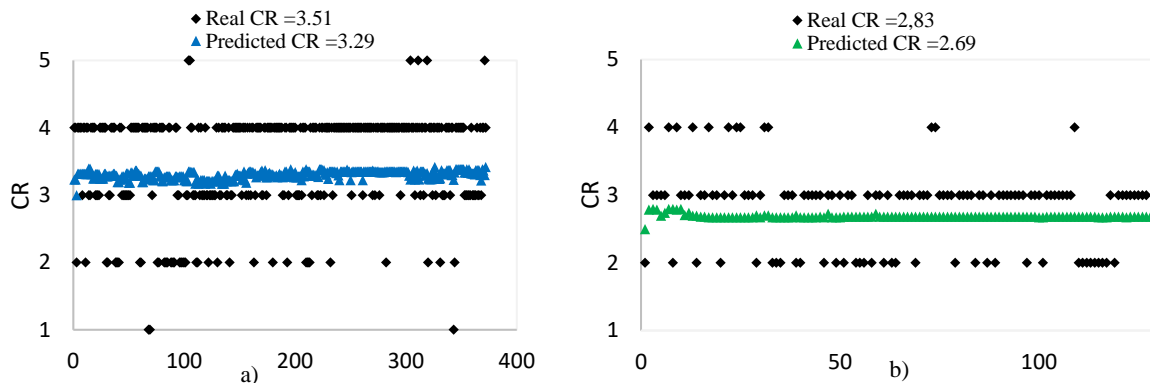 Real CR =3.51
Predicted CR =3.29
5
4
3
2
1
CR
0
100
200
300
400
a)
Real CR =2,83
Predicted CR =2.69
5
4
3
2
1
CR
0
50
100
b)